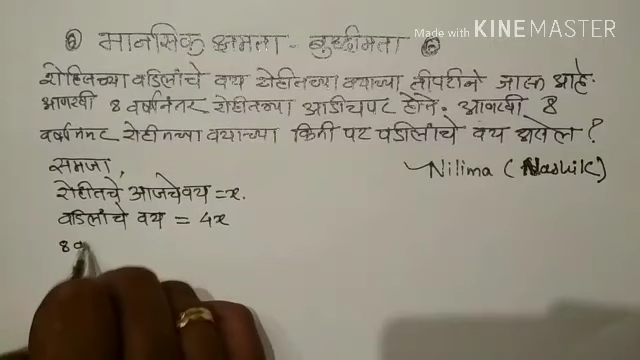 Made with KINEMASTER
मानसिक क्षमता - बुद्धीमता
रोहितच्या वडिलांचे वय रोहीतच्या वयाच्या तीपटीने जास्त आहे.
आणखी 8 वर्षानंतर रोहीतच्या अडीचपट होते. आणखी 8
वर्षानंतर रोहीतच्या वयाच्या किती पट वडिलांचे वय असेल ?
समजा,
Nilima (Nashik)
रोहीतचे आजचे वय = x.
वडिलांचे वय = 4x
8 व